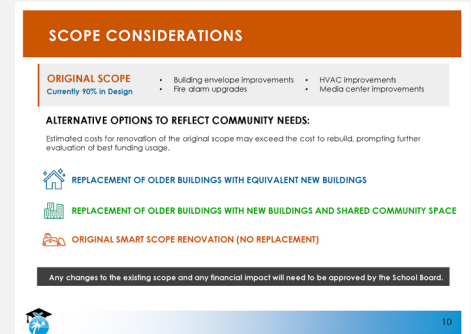 SCOPE CONSIDERATIONS
ORIGINAL SCOPE
Currently 90% in Design
• Building envelope improvements
• Fire alarm upgrades
• HVAC improvements
• Media center improvements
ALTERNATIVE OPTIONS TO REFLECT COMMUNITY NEEDS:
Estimated costs for renovation of the original scope may exceed the cost to rebuild, prompting further
evaluation of best funding usage.
REPLACEMENT OF OLDER BUILDINGS WITH EQUIVALENT NEW BUILDINGS
REPLACEMENT OF OLDER BUILDINGS WITH NEW BUILDINGS AND SHARED COMMUNITY SPACE
ORIGINAL SMART SCOPE RENOVATION (NO REPLACEMENT)
Any changes to the existing scope and any financial impact will need to be approved by the School Board.
10